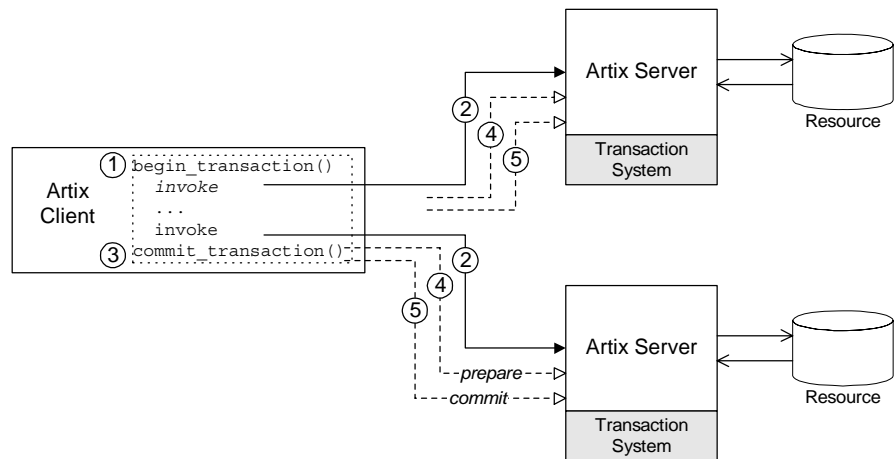 Artix Server
Transaction
System
Resource
2
4
5
Artix
Client
1
begin_transaction()
invoke
...
invoke
3
commit_transaction()
2
4
5
prepare
commit
Artix Server
Transaction
System
Resource